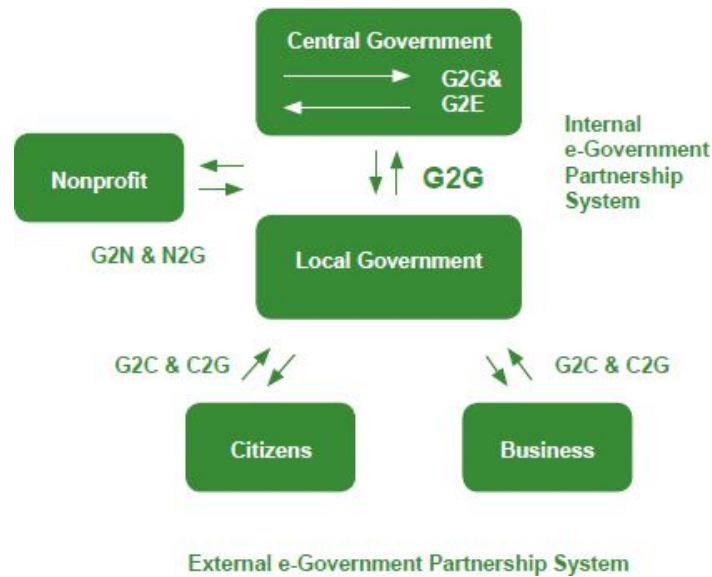 Central Government
G2G&
G2E
Internal
e-Government
Partnership
System
Nonprofit
G2G
G2N & N2G
Local Government
G2C & C2G
G2C & C2G
Citizens
Business
External e-Government Partnership System